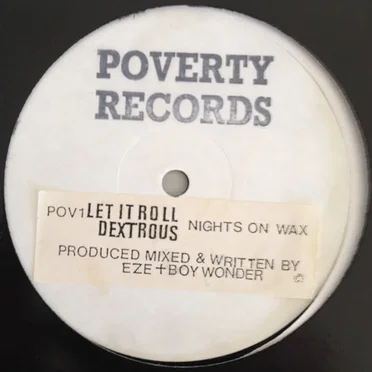 POVERTY
RECORDS
POV1 LET IT ROLL
DEXTROUS NIGHTS ON WAX
PRODUCED MIXED & WRITTEN BY
EZE + BOY WONDER ©